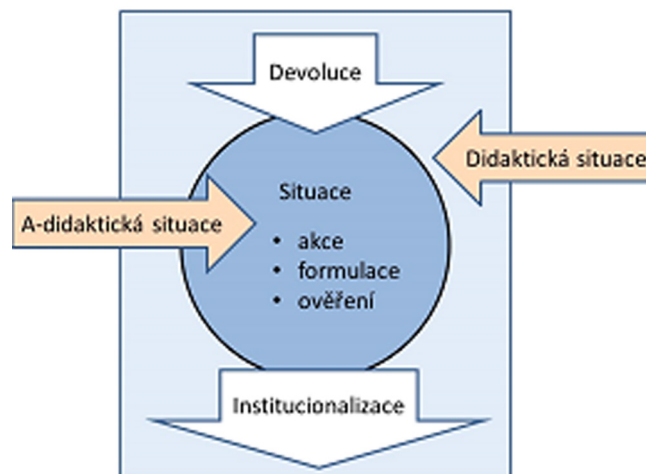 Devoluce
Didaktická situace
Situace
A-didaktická situace
• akce
• formulace
• ověření
Institucionalizace